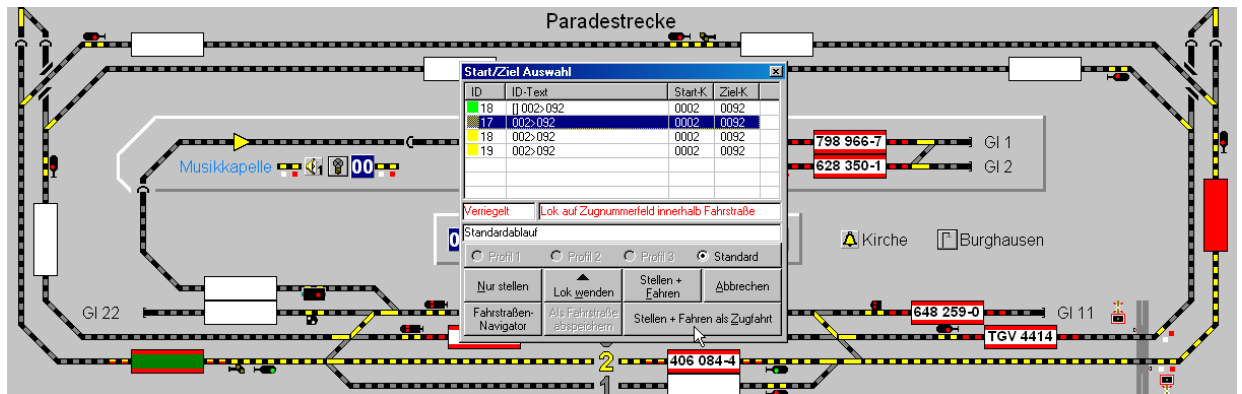 Paradestrecke
Start/Ziel Auswahl
ID ID-Text Start-K Ziel-K
18 [] 002>092 0002 0092
17 002>092 0002 0092
18 002>092 0002 0092
19 002>092 0002 0092
Verriegelt Lok auf Zugnummerfeld innerhalb Fahrstraße
Standardablauf
Profil 1 Profil 2 Profil 3 Standard
Nur stellen Lok wenden Stellen + Fahren Abbrechen
Fahrstraßen-Navigator Als Fahrstraße abspeichern Stellen + Fahren als Zugfahrt
798 966-7 Gl 1
Musikkapelle 1 00 628 350-1 Gl 2
0 Kirche Burghausen
Gl 22 648 259-0 Gl 11
TGV 4414
2 406 084-4
1